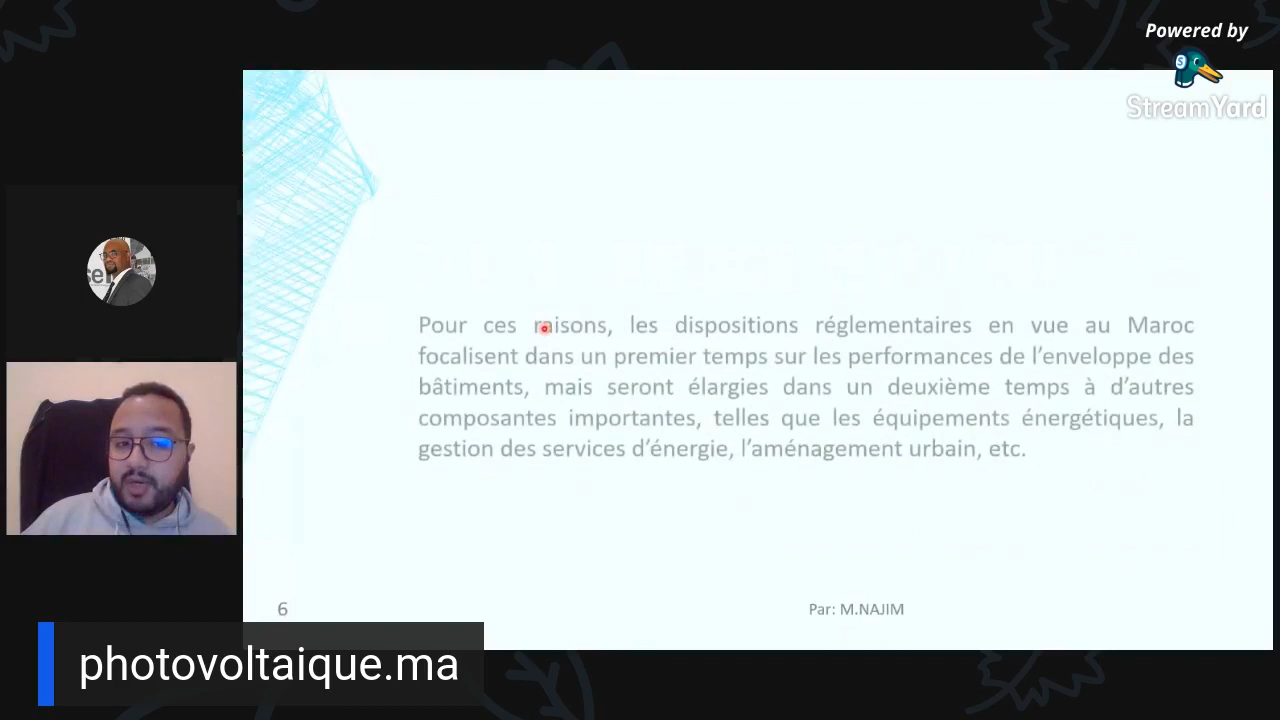 Powered by
StreamYard
Pour ces raisons, les dispositions réglementaires en vue au Maroc
focalisent dans un premier temps sur les performances de l'enveloppe des
bâtiments, mais seront élargies dans un deuxième temps à d'autres
composantes importantes, telles que les équipements énergétiques, la
gestion des services d'énergie, l'aménagement urbain, etc.
6
Par: M.NAJIM
photovoltaique.ma